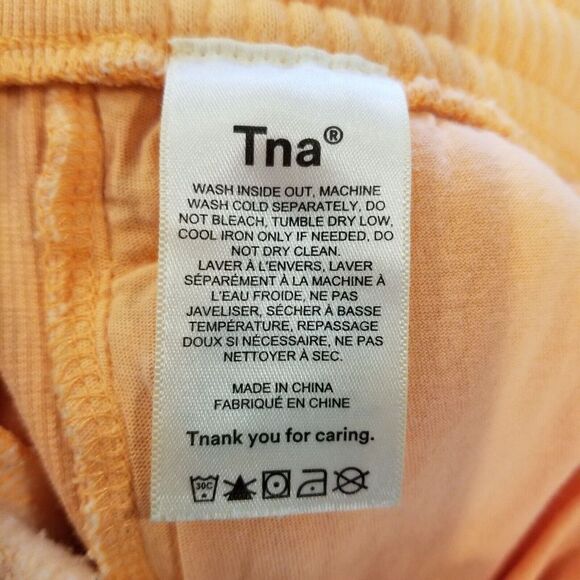 Tna®
WASH INSIDE OUT, MACHINE
WASH COLD SEPARATELY, DO
NOT BLEACH, TUMBLE DRY LOW,
COOL IRON ONLY IF NEEDED, DO
NOT DRY CLEAN.
LAVER À L'ENVERS, LAVER
SÉPARÉMENT À LA MACHINE À
L'EAU FROIDE, NE PAS
JAVELISER, SÉCHER À BASSE
TEMPÉRATURE, REPASSAGE
DOUX SI NÉCESSAIRE, NE PAS
NETTOYER À SEC.
MADE IN CHINA
FABRIQUÉ EN CHINE
Tnank you for caring.
30C